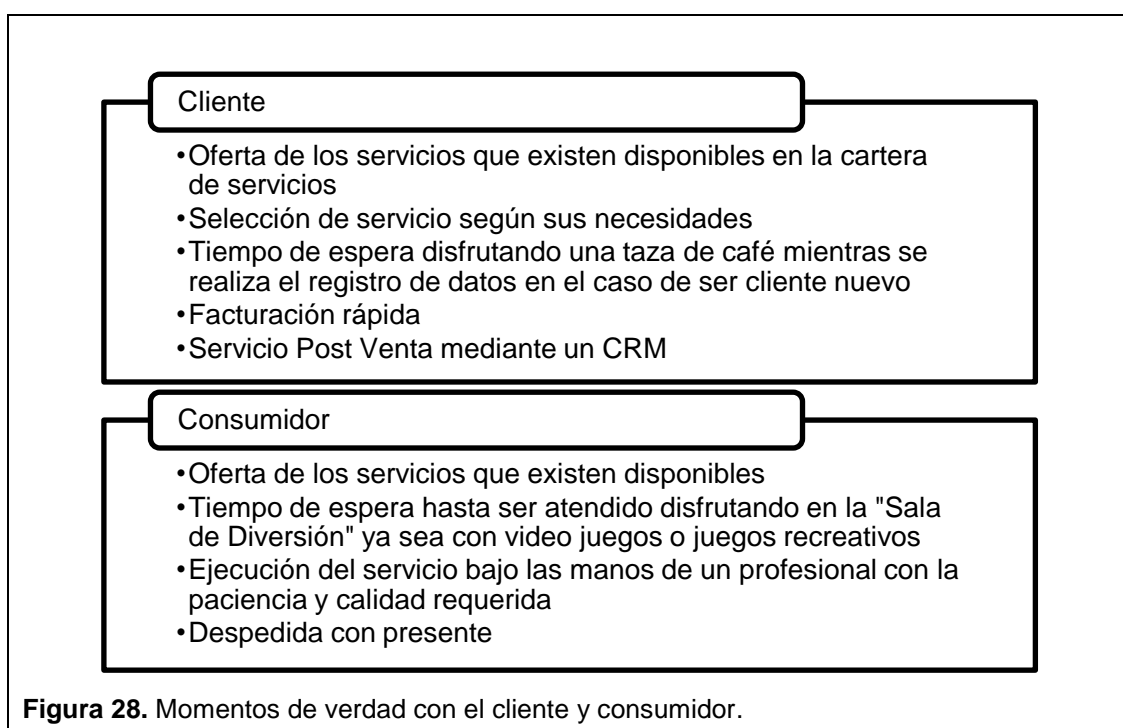 Cliente
•Oferta de los servicios que existen disponibles en la cartera
de servicios
•Selección de servicio según sus necesidades
•Tiempo de espera disfrutando una taza de café mientras se
realiza el registro de datos en el caso de ser cliente nuevo
•Facturación rápida
•Servicio Post Venta mediante un CRM
Consumidor
•Oferta de los servicios que existen disponibles
•Tiempo de espera hasta ser atendido disfrutando en la "Sala
de Diversión" ya sea con video juegos o juegos recreativos
•Ejecución del servicio bajo las manos de un profesional con la
paciencia y calidad requerida
•Despedida con presente
Figura 28. Momentos de verdad con el cliente y consumidor.